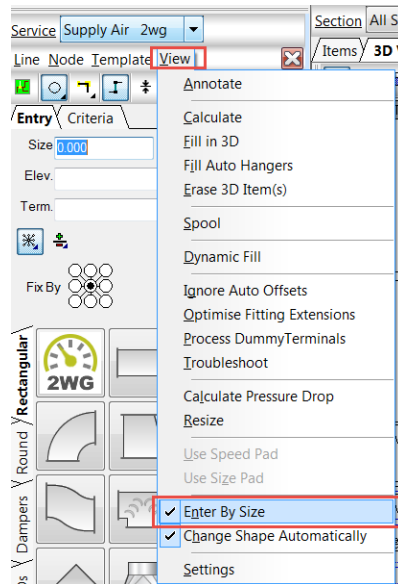 Service Supply Air 2wg
Section All S
Line Node Template View
Items 3D
Entry Criteria
Size 0.000
Elev.
Term.
Fix By
2WG
Rectangular
Round
Dampers
Annotate
Calculate
Fill in 3D
Fill Auto Hangers
Erase 3D Item(s)
Spool
Dynamic Fill
Ignore Auto Offsets
Optimise Fitting Extensions
Process DummyTerminals
Troubleshoot
Calculate Pressure Drop
Resize
Use Speed Pad
Use Size Pad
Enter By Size
Change Shape Automatically
Settings